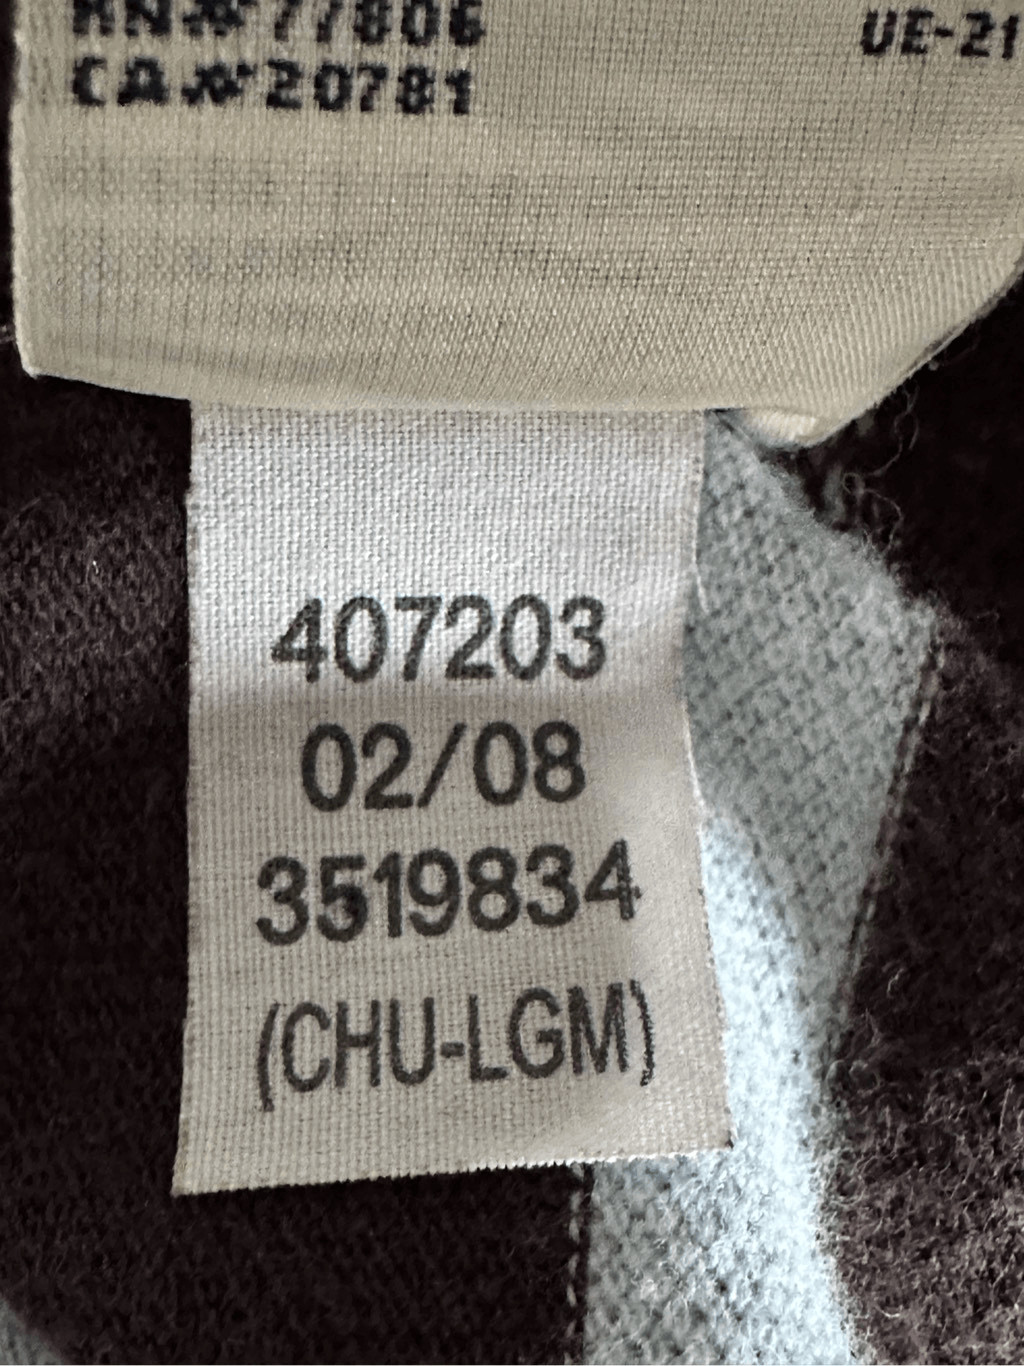 RN#77806
UE-21
CA#20781
407203
02/08
3519834
(CHU-LGM)